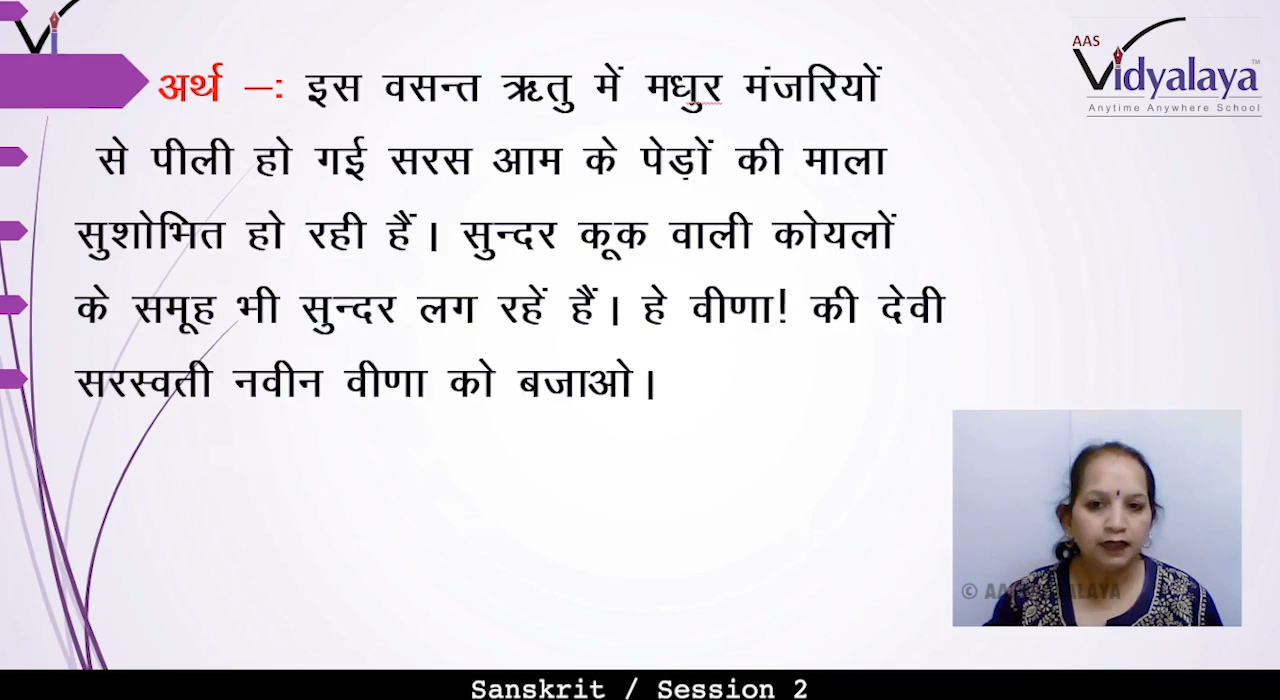 AAS
Vidyalaya™
Anytime Anywhere School
अर्थ –: इस वसन्त ऋतु में मधुर मंजरियों
से पीली हो गई सरस आम के पेड़ों की माला
सुशोभित हो रही हैं। सुन्दर कूक वाली कोयलों
के समूह भी सुन्दर लग रहें हैं। हे वीणा! की देवी
सरस्वती नवीन वीणा को बजाओ।
Sanskrit / Session 2